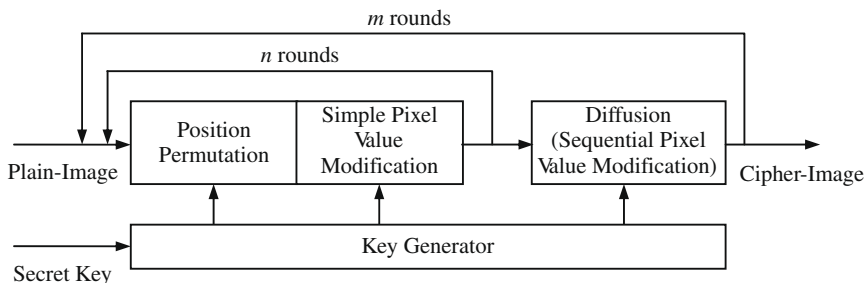 m rounds
n rounds
Plain-Image
Position
Permutation
Simple Pixel
Value
Modification
Diffusion
(Sequential Pixel
Value Modification)
Cipher-Image
Key Generator
Secret Key